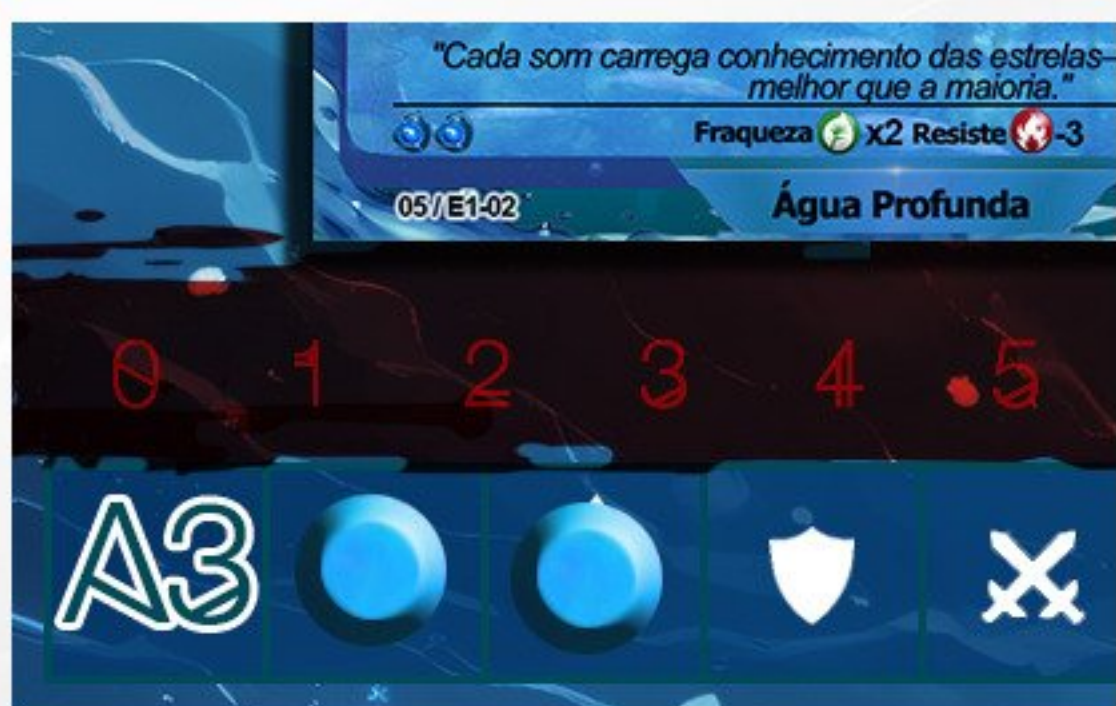 "Cada som carrega conhecimento das estrelas—
melhor que a maioria."
Fraqueza x2 Resiste -3
05/E1-02
Água Profunda
0 1 2 3 4 5
A3